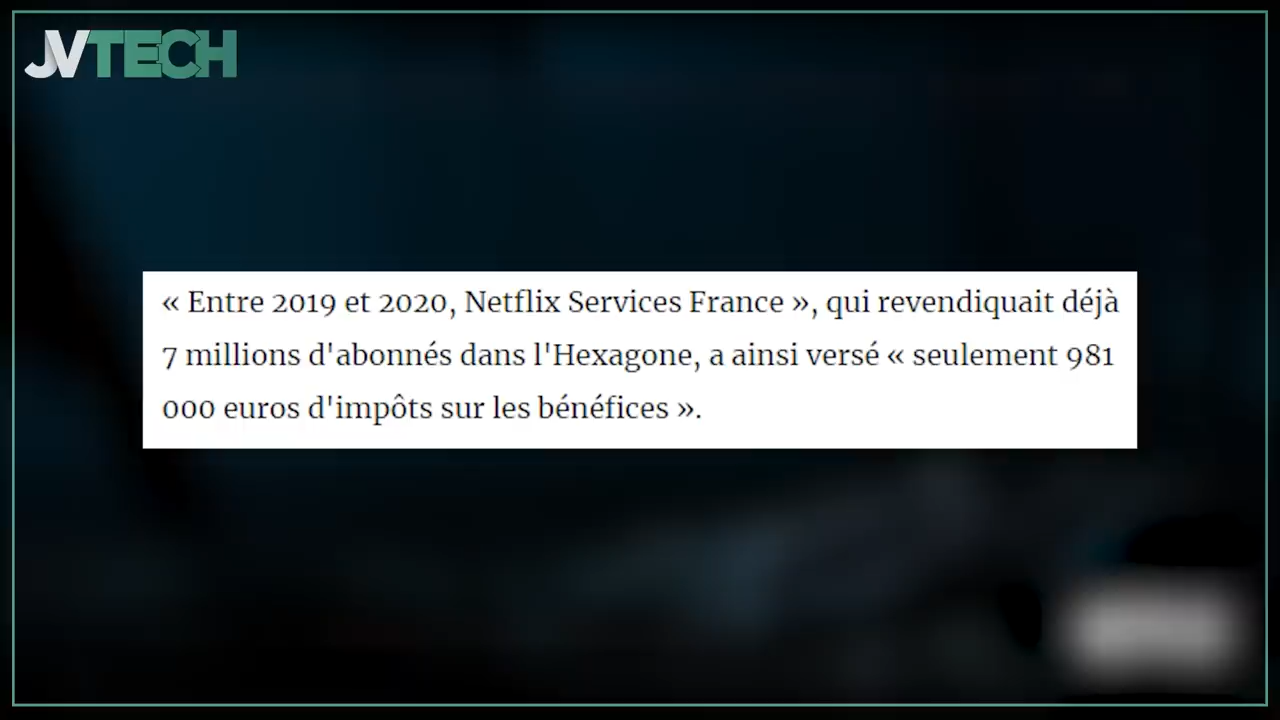 JVTECH
« Entre 2019 et 2020, Netflix Services France », qui revendiquait déjà
7 millions d'abonnés dans l'Hexagone, a ainsi versé « seulement 981
000 euros d'impôts sur les bénéfices ».